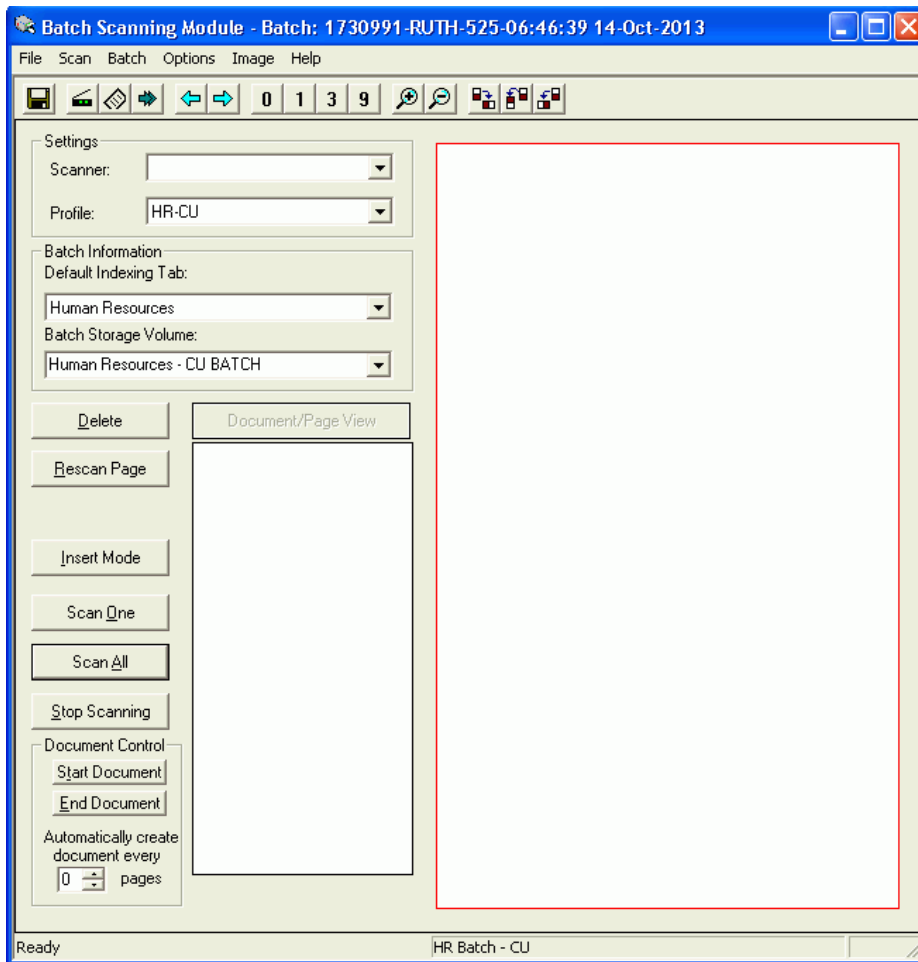 Batch Scanning Module - Batch: 1730991-RUTH-525-06:46:39 14-Oct-2013
File Scan Batch Options Image Help
0 1 3 9
Settings
Scanner:
Profile: HR-CU
Batch Information
Default Indexing Tab:
Human Resources
Batch Storage Volume:
Human Resources - CU BATCH
Delete
Document/Page View
Rescan Page
Insert Mode
Scan One
Scan All
Stop Scanning
Document Control
Start Document
End Document
Automatically create
document every
0 pages
Ready
HR Batch - CU